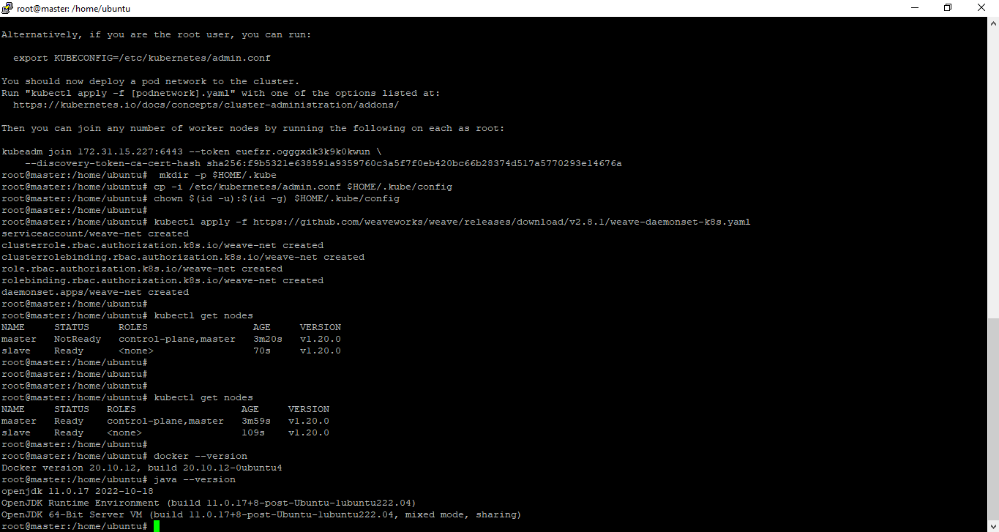 root@master: /home/ubuntu
Alternatively, if you are the root user, you can run:
  export KUBECONFIG=/etc/kubernetes/admin.conf
You should now deploy a pod network to the cluster.
Run "kubectl apply -f [podnetwork].yaml" with one of the options listed at:
  https://kubernetes.io/docs/concepts/cluster-administration/addons/
Then you can join any number of worker nodes by running the following on each as root:
kubeadm join 172.31.15.227:6443 --token euefzr.ogggxdk3k9k0kwun \
    --discovery-token-ca-cert-hash sha256:f9b5321e638591a9359760c3a5f7f0eb420bc66b28374d517a5770293e14676a
root@master:/home/ubuntu#  mkdir -p $HOME/.kube
root@master:/home/ubuntu# cp -i /etc/kubernetes/admin.conf $HOME/.kube/config
root@master:/home/ubuntu# chown $(id -u):$(id -g) $HOME/.kube/config
root@master:/home/ubuntu#
root@master:/home/ubuntu# kubectl apply -f https://github.com/weaveworks/weave/releases/download/v2.8.1/weave-daemonset-k8s.yaml
serviceaccount/weave-net created
clusterrole.rbac.authorization.k8s.io/weave-net created
clusterrolebinding.rbac.authorization.k8s.io/weave-net created
role.rbac.authorization.k8s.io/weave-net created
rolebinding.rbac.authorization.k8s.io/weave-net created
daemonset.apps/weave-net created
root@master:/home/ubuntu#
root@master:/home/ubuntu# kubectl get nodes
NAME     STATUS     ROLES                  AGE     VERSION
master   NotReady   control-plane,master   3m20s   v1.20.0
slave    Ready      <none>                 70s     v1.20.0
root@master:/home/ubuntu#
root@master:/home/ubuntu#
root@master:/home/ubuntu#
root@master:/home/ubuntu# kubectl get nodes
NAME     STATUS   ROLES                  AGE     VERSION
master   Ready    control-plane,master   3m59s   v1.20.0
slave    Ready    <none>                 109s    v1.20.0
root@master:/home/ubuntu#
root@master:/home/ubuntu# docker --version
Docker version 20.10.12, build 20.10.12-0ubuntu4
root@master:/home/ubuntu# java --version
openjdk 11.0.17 2022-10-18
OpenJDK Runtime Environment (build 11.0.17+8-post-Ubuntu-1ubuntu222.04)
OpenJDK 64-Bit Server VM (build 11.0.17+8-post-Ubuntu-1ubuntu222.04, mixed mode, sharing)
root@master:/home/ubuntu#